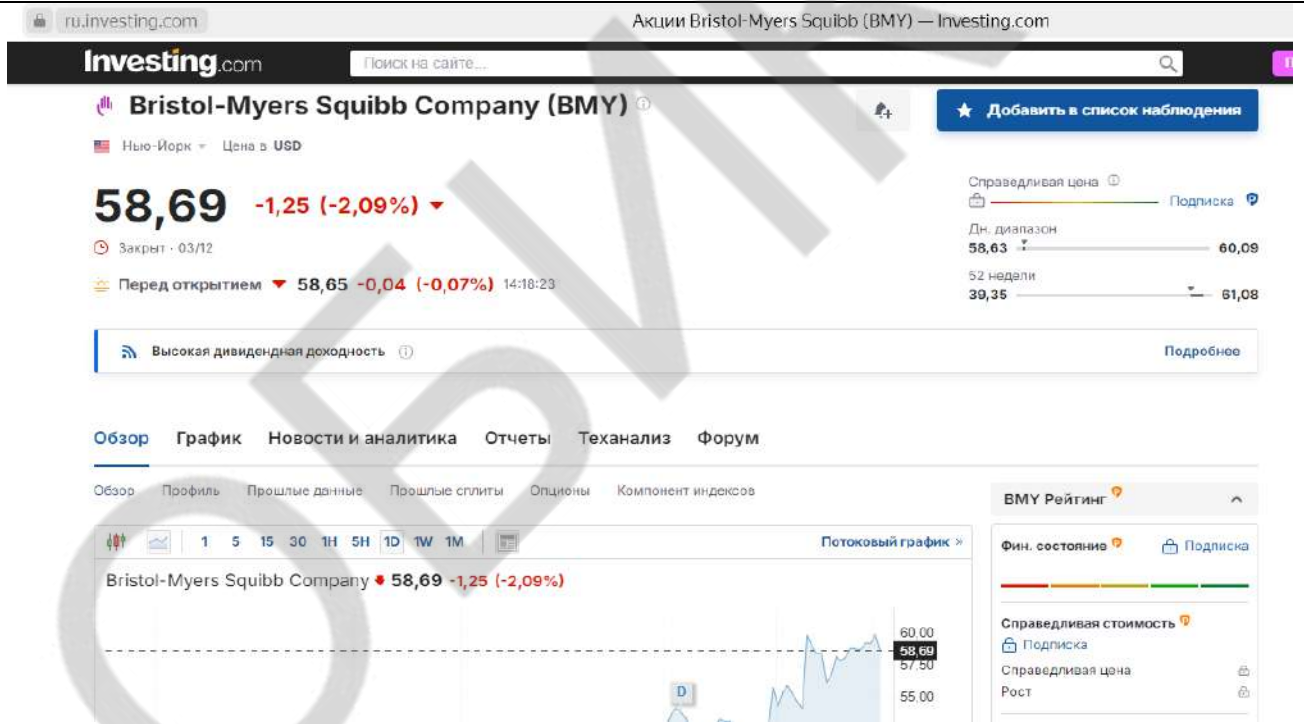 ru.investing.com
Акции Bristol-Myers Squibb (BMY) — Investing.com
Investing.com
Поиск на сайте...
П
Bristol-Myers Squibb Company (BMY)
Добавить в список наблюдения
Нью-Йорк
Цена в USD
58,69 -1,25 (-2,09%)
Закрыт · 03/12
Перед открытием 58,65 -0,04 (-0,07%) 14:18:23
Справедливая цена
Подписка
Дн. диапазон
58,63 60,09
52 недели
39,35 61,08
Высокая дивидендная доходность
Подробнее
Обзор График Новости и аналитика Отчеты Теханализ Форум
Обзор Профиль Прошлые данные Прошлые сплиты Опционы Компонент индексов
1 5 15 30 1H 5H 1D 1W 1M
Потоковый график »
Bristol-Myers Squibb Company 58,69 -1,25 (-2,09%)
60,00
58,69
57,50
55,00
D
BMY Рейтинг
Фин. состояние Подписка
Справедливая стоимость
Подписка
Справедливая цена
Рост
ОБИК